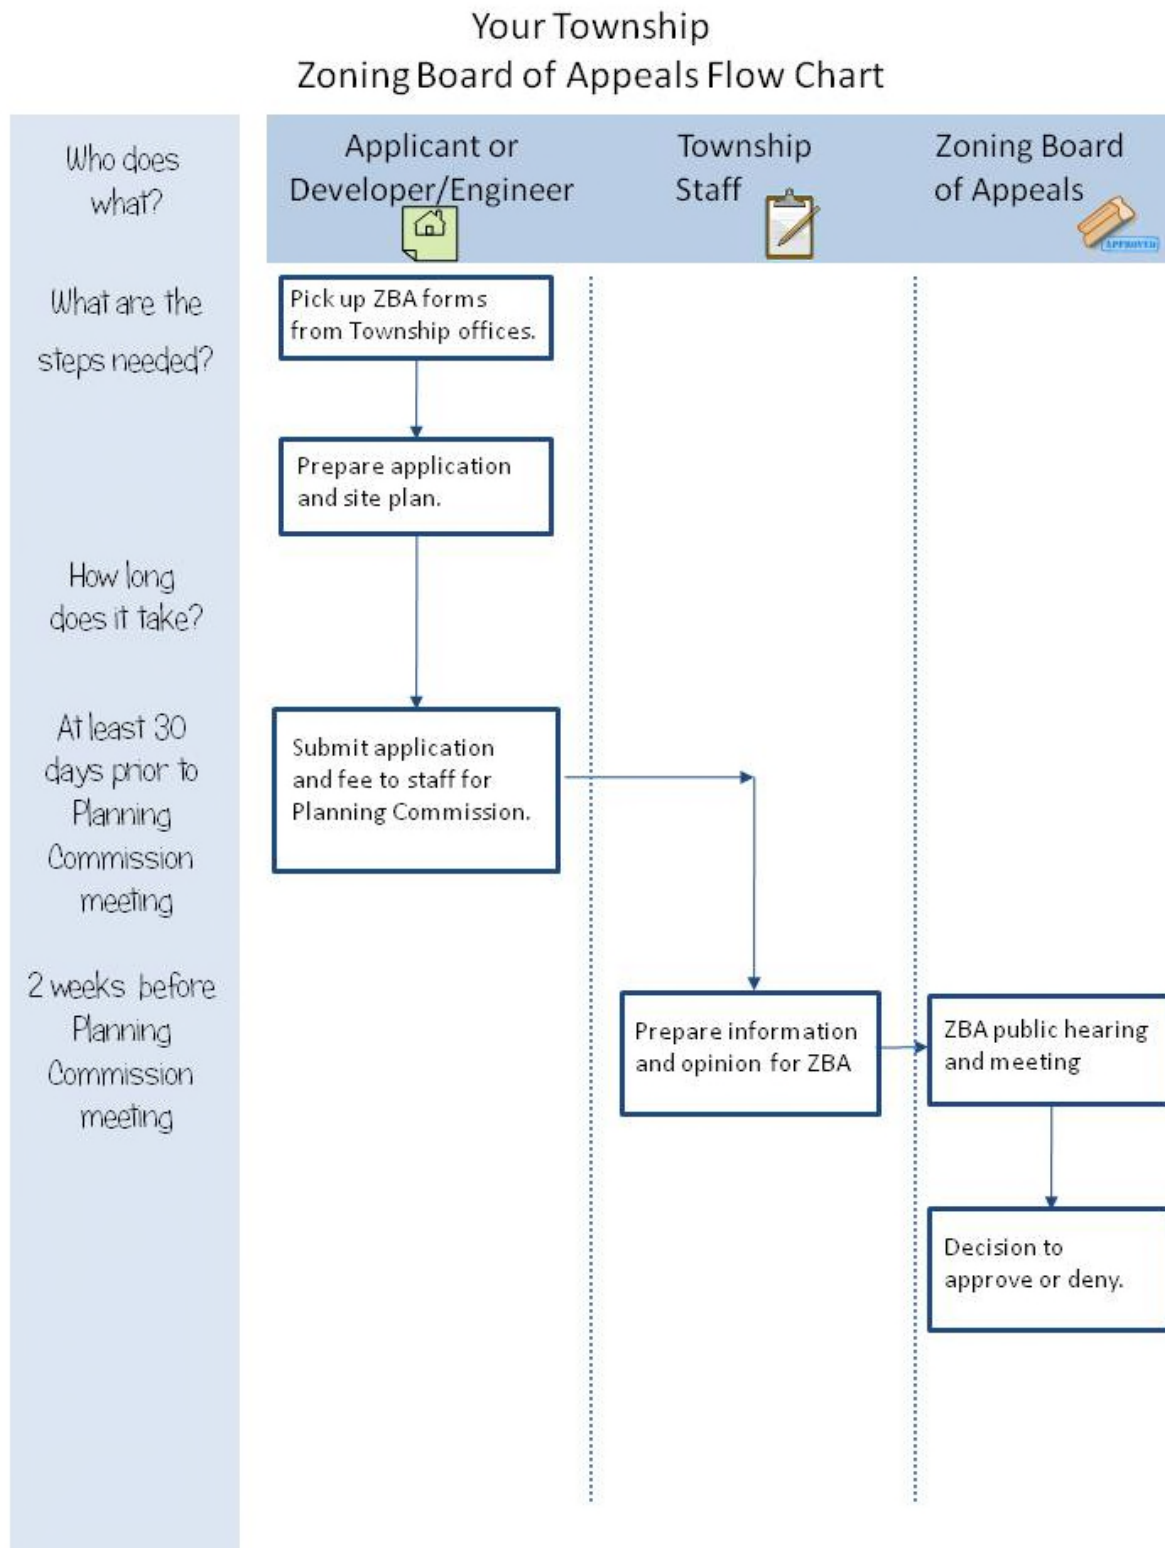 Your Township
Zoning Board of Appeals Flow Chart
Who does
what?
Applicant or
Developer/Engineer
Township
Staff
Zoning Board
of Appeals
APPROVED
What are the
steps needed?
Pick up ZBA forms
from Township offices.
Prepare application
and site plan.
How long
does it take?
At least 30
days prior to
Planning
Commission
meeting
Submit application
and fee to staff for
Planning Commission.
2 weeks before
Planning
Commission
meeting
Prepare information
and opinion for ZBA
ZBA public hearing
and meeting
Decision to
approve or deny.